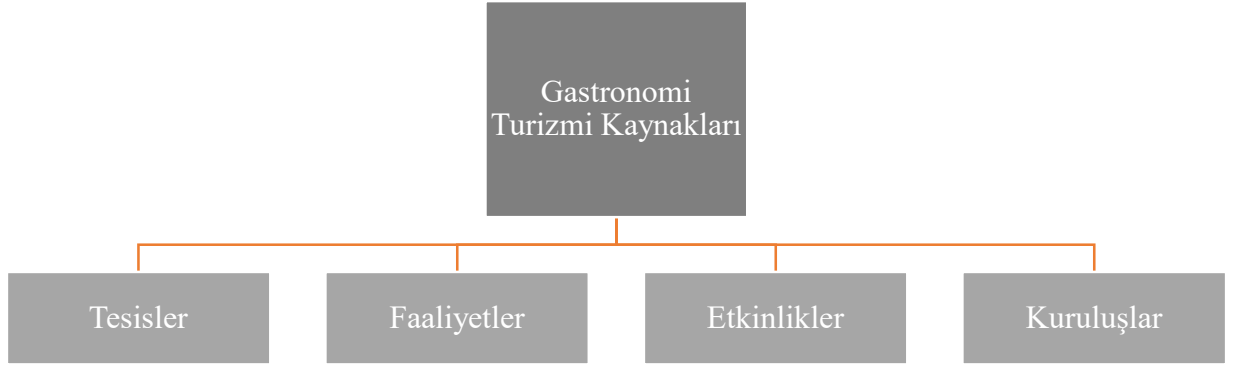 Gastronomi
Turizmi Kaynakları
Tesisler
Faaliyetler
Etkinlikler
Kuruluşlar